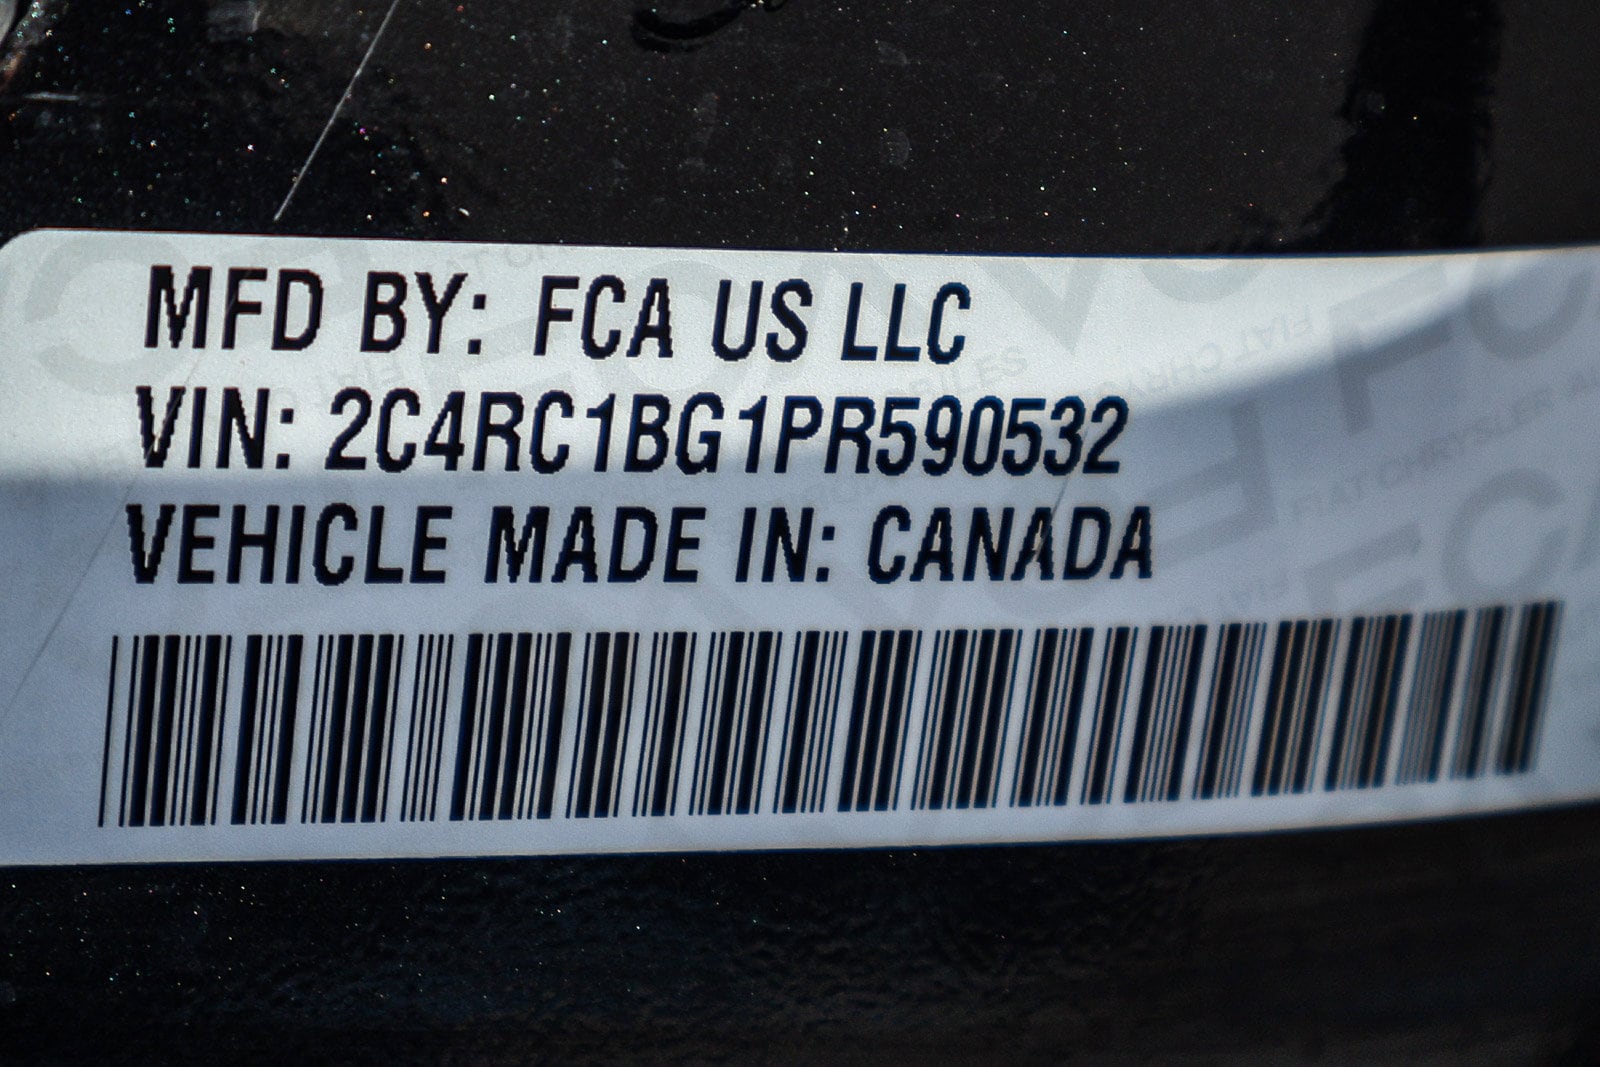 MFD BY: FCA US LLC
VIN: 2C4RC1BG1PR590532
VEHICLE MADE IN: CANADA